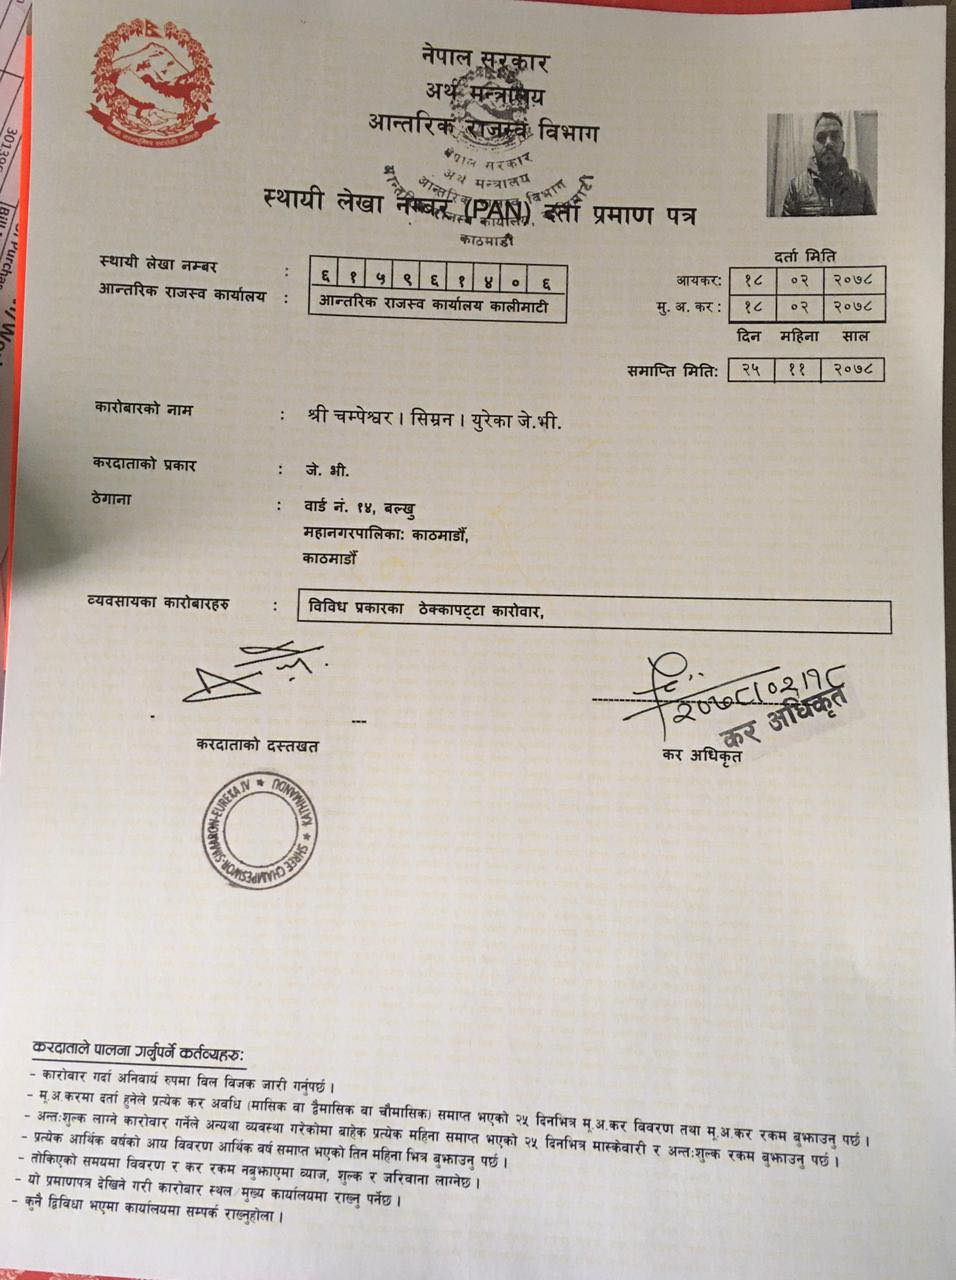 नेपाल सरकार
अर्थ मन्त्रालय
आन्तरिक राजस्व विभाग
नेपाल सरकार
अर्थ मन्त्रालय
आन्तरिक राजस्व विभाग
आन्तरिक राजस्व कार्यालय,
काठमाडौं
स्थायी लेखा नम्बर (PAN) दर्ता प्रमाण पत्र
दर्ता मिति
स्थायी लेखा नम्बर : ६ १ ५ ९ ६ १ ४ ० ६
आयकर: १८ ०२ २०७८
आन्तरिक राजस्व कार्यालय : आन्तरिक राजस्व कार्यालय कालीमाटी
मु. अ. कर : १८ ०२ २०७८
दिन महिना साल
समाप्ति मिति: २५ ११ २०७८
कारोबारको नाम : श्री चम्पेश्वर । सिम्रन । युरेका जे.भी.
करदाताको प्रकार : जे. भी.
ठेगाना : वार्ड नं. १४, बल्खु
महानगरपालिका: काठमाडौं,
काठमाडौं
व्यवसायका कारोबारहरु : विविध प्रकारका ठेक्कापट्टा कारोवार,
२०७८।०२।१८
कर अधिकृत
करदाताको दस्तखत
कर अधिकृत
SHREE CHAMPESWOR-SIMARON-EUREKA JV ★ KATHMANDU ★
करदाताले पालना गर्नुपर्ने कर्तव्यहरु:
- कारोबार गर्दा अनिवार्य रुपमा विल विजक जारी गर्नुपर्छ ।
- मू.अ.करमा दर्ता हुनेले प्रत्येक कर अवधि (मासिक वा द्वैमासिक वा चौमासिक) समाप्त भएको २५ दिनभित्र मू.अ.कर विवरण तथा मू.अ.कर रकम बुझाउनु पर्छ ।
- अन्तःशुल्क लाग्ने कारोबार गर्नेले अन्यथा व्यवस्था गरेकोमा बाहेक प्रत्येक महिना समाप्त भएको २५ दिनभित्र मास्केवारी र अन्तःशुल्क रकम बुझाउनु पर्छ ।
- प्रत्येक आर्थिक वर्षको आय विवरण आर्थिक वर्ष समाप्त भएको तिन महिना भित्र बुझाउनु पर्छ ।
- तोकिएको समयमा विवरण र कर रकम नबुझाएमा व्याज, शुल्क र जरिवाना लाग्नेछ ।
- यो प्रमाणपत्र देखिने गरी कारोबार स्थल/मुख्य कार्यालयमा राख्नु पर्नेछ ।
- कुनै द्विविधा भएमा कार्यालयमा सम्पर्क राख्नुहोला ।